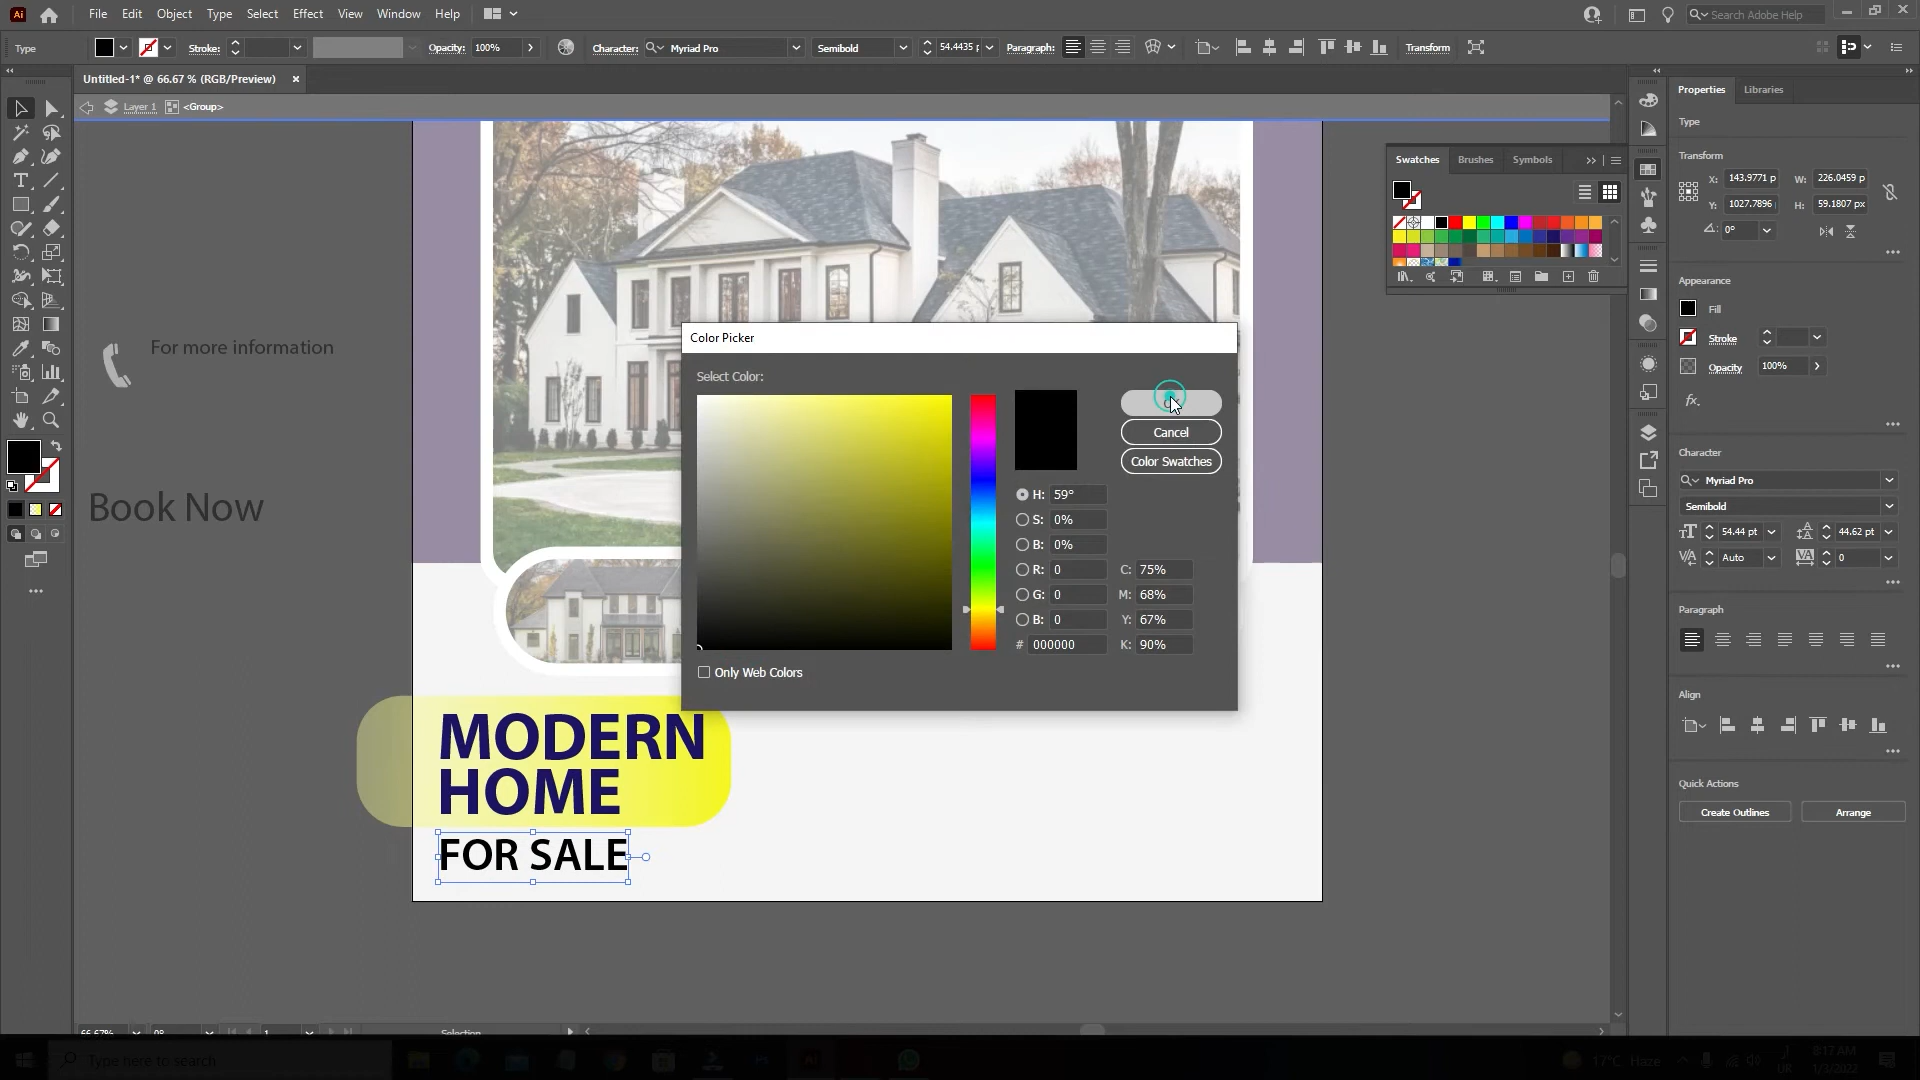 Ai
File Edit Object Type Select Effect View Window Help
Search Adobe Help
Type
Stroke:
Opacity: 100%
Character:
Myriad Pro
Semibold
Paragraph:
Transform
Untitled-1* @ 66.67 % (RGB/Preview)
Layer 1
<Group>
For more information
Book Now
MODERN
HOME
FOR SALE
Color Picker
Select Color:
Cancel
Color Swatches
H: 59°
S: 0%
B: 0%
R: 0
G: 0
B: 0
# 000000
C: 75%
M: 68%
Y: 67%
K: 90%
Only Web Colors
Swatches Brushes Symbols
Properties Libraries
Type
Transform
X: 143.9771 p W: 226.0459 p
Y: 1027.7896 H: 59.1807 px
0°
Appearance
Fill
Stroke
Opacity 100%
fx.
Character
Myriad Pro
Semibold
54.44 pt 44.62 pt
Auto 0
Paragraph
Align
Quick Actions
Create Outlines Arrange
Selection
Type here to search
17°C Haze
8:17 AM
1/3/2022